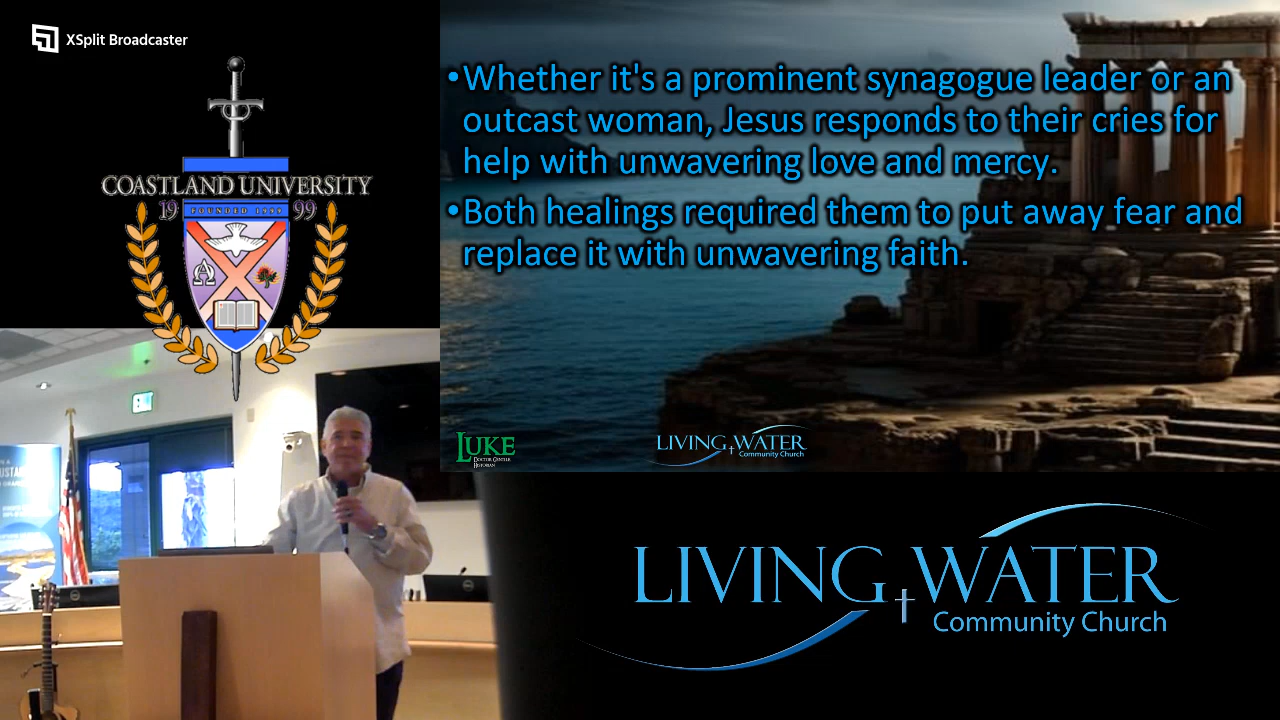 XSplit Broadcaster
COASTLAND UNIVERSITY
19 99
FOUNDED 1999
•Whether it's a prominent synagogue leader or an
outcast woman, Jesus responds to their cries for
help with unwavering love and mercy.
•Both healings required them to put away fear and
replace it with unwavering faith.
LUKE
LIVING WATER
Community Church
LIVING WATER
Community Church